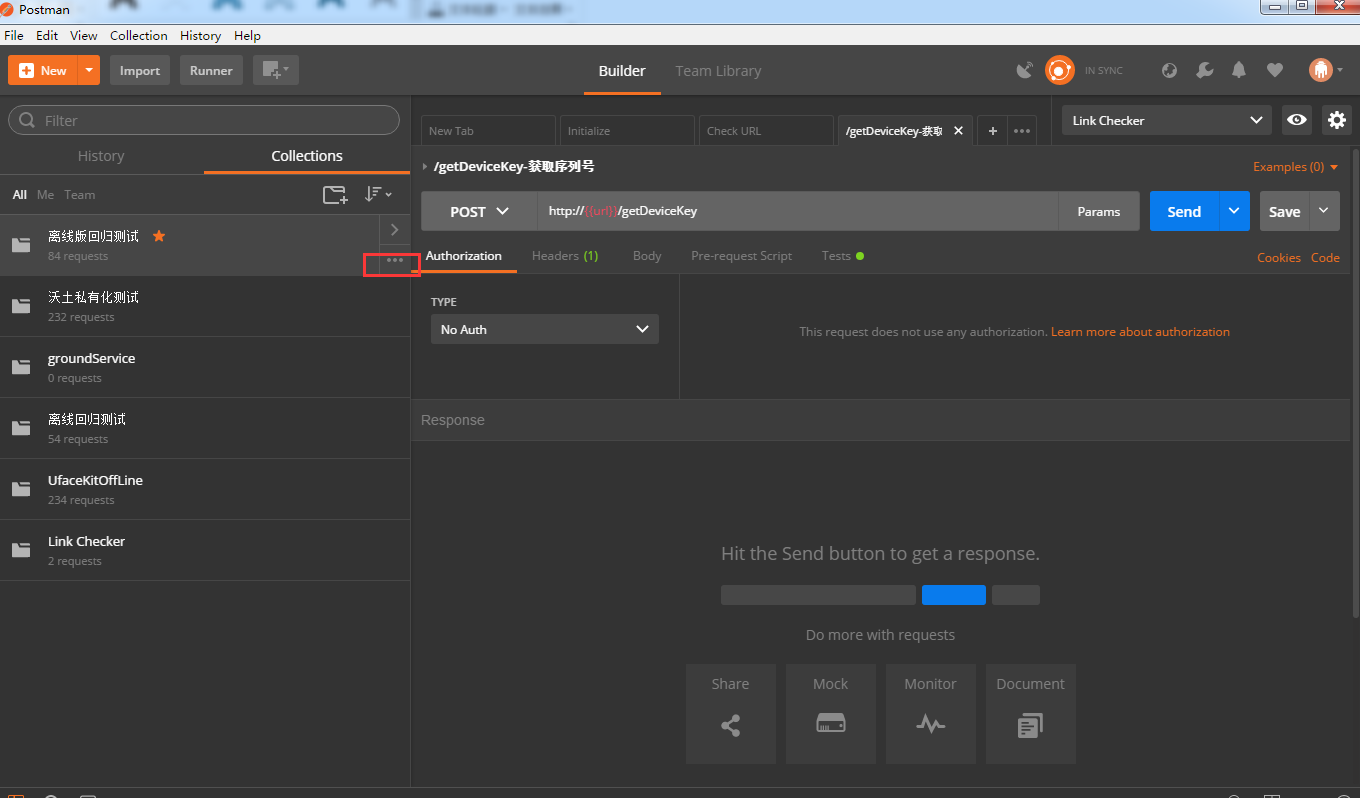 Postman
File Edit View Collection History Help
New Import Runner Builder Team Library IN SYNC
Filter
History Collections
All Me Team
离线版回归测试
84 requests
沃土私有化测试
232 requests
groundService
0 requests
离线回归测试
54 requests
UfaceKitOffLine
234 requests
Link Checker
2 requests
New Tab Initialize Check URL /getDeviceKey-获取 Link Checker
/getDeviceKey-获取序列号 Examples (0)
POST http://{{url}}/getDeviceKey Params Send Save
Authorization Headers (1) Body Pre-request Script Tests Cookies Code
TYPE
No Auth
This request does not use any authorization. Learn more about authorization
Response
Hit the Send button to get a response.
Do more with requests
Share Mock Monitor Document